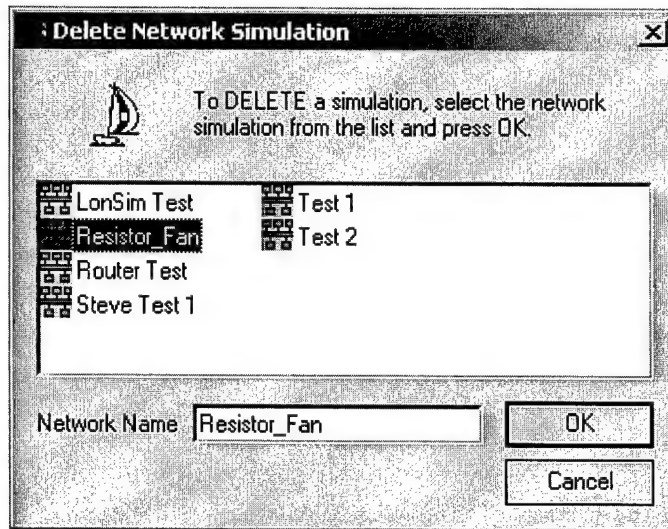 Delete Network Simulation
To DELETE a simulation, select the network
simulation from the list and press OK.
LonSim Test
Resistor_Fan
Router Test
Steve Test 1
Test 1
Test 2
Network Name
Resistor_Fan
OK
Cancel